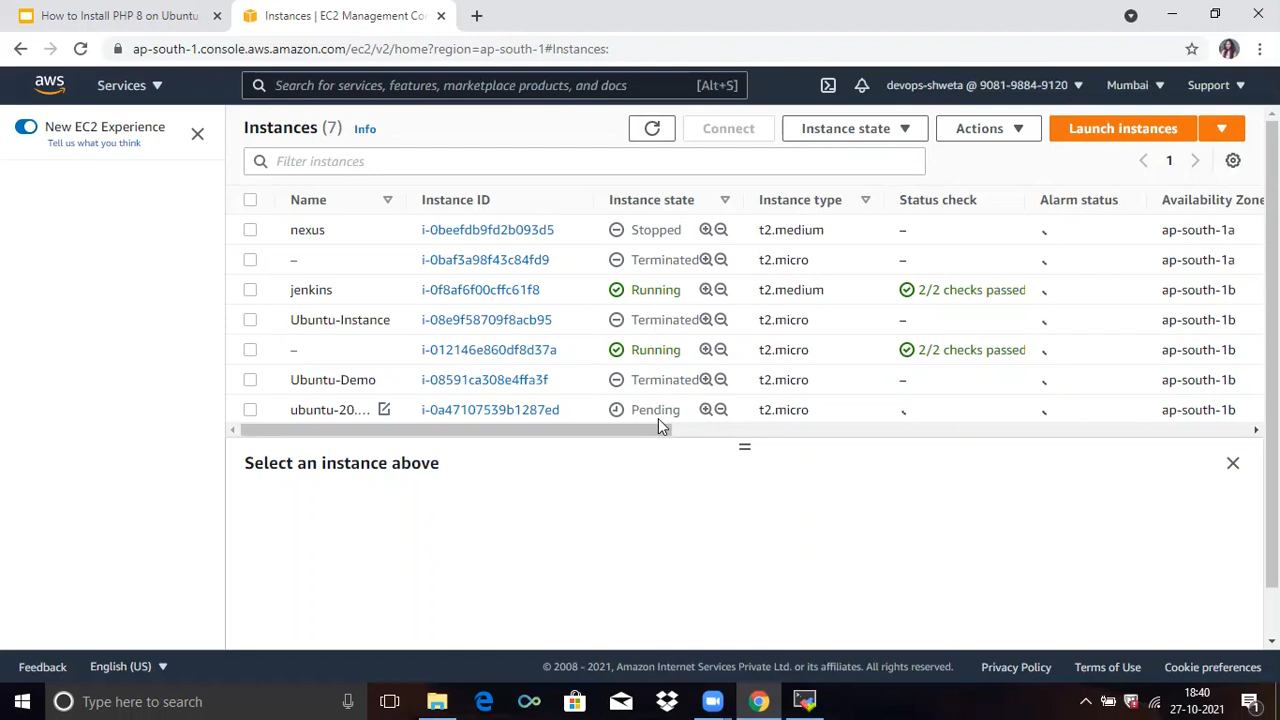 How to Install PHP 8 on Ubuntu
Instances | EC2 Management Co
ap-south-1.console.aws.amazon.com/ec2/v2/home?region=ap-south-1#Instances:
aws
Services
Search for services, features, marketplace products, and docs
[Alt+S]
devops-shweta @ 9081-9884-9120
Mumbai
Support
New EC2 Experience
Tell us what you think
Instances (7)
Info
Connect
Instance state
Actions
Launch instances
Filter instances
1
Name
Instance ID
Instance state
Instance type
Status check
Alarm status
Availability Zone
nexus
i-0beefdb9fd2b093d5
Stopped
t2.medium
–
ap-south-1a
–
i-0baf3a98f43c84fd9
Terminated
t2.micro
–
ap-south-1a
jenkins
i-0f8af6f00cffc61f8
Running
t2.medium
2/2 checks passed
ap-south-1b
Ubuntu-Instance
i-08e9f58709f8acb95
Terminated
t2.micro
–
ap-south-1b
–
i-012146e860df8d37a
Running
t2.micro
2/2 checks passed
ap-south-1b
Ubuntu-Demo
i-08591ca308e4ffa3f
Terminated
t2.micro
–
ap-south-1b
ubuntu-20....
i-0a47107539b1287ed
Pending
t2.micro
ap-south-1b
Select an instance above
Feedback
English (US)
© 2008 - 2021, Amazon Internet Services Private Ltd. or its affiliates. All rights reserved.
Privacy Policy
Terms of Use
Cookie preferences
Type here to search
18:40
27-10-2021
1